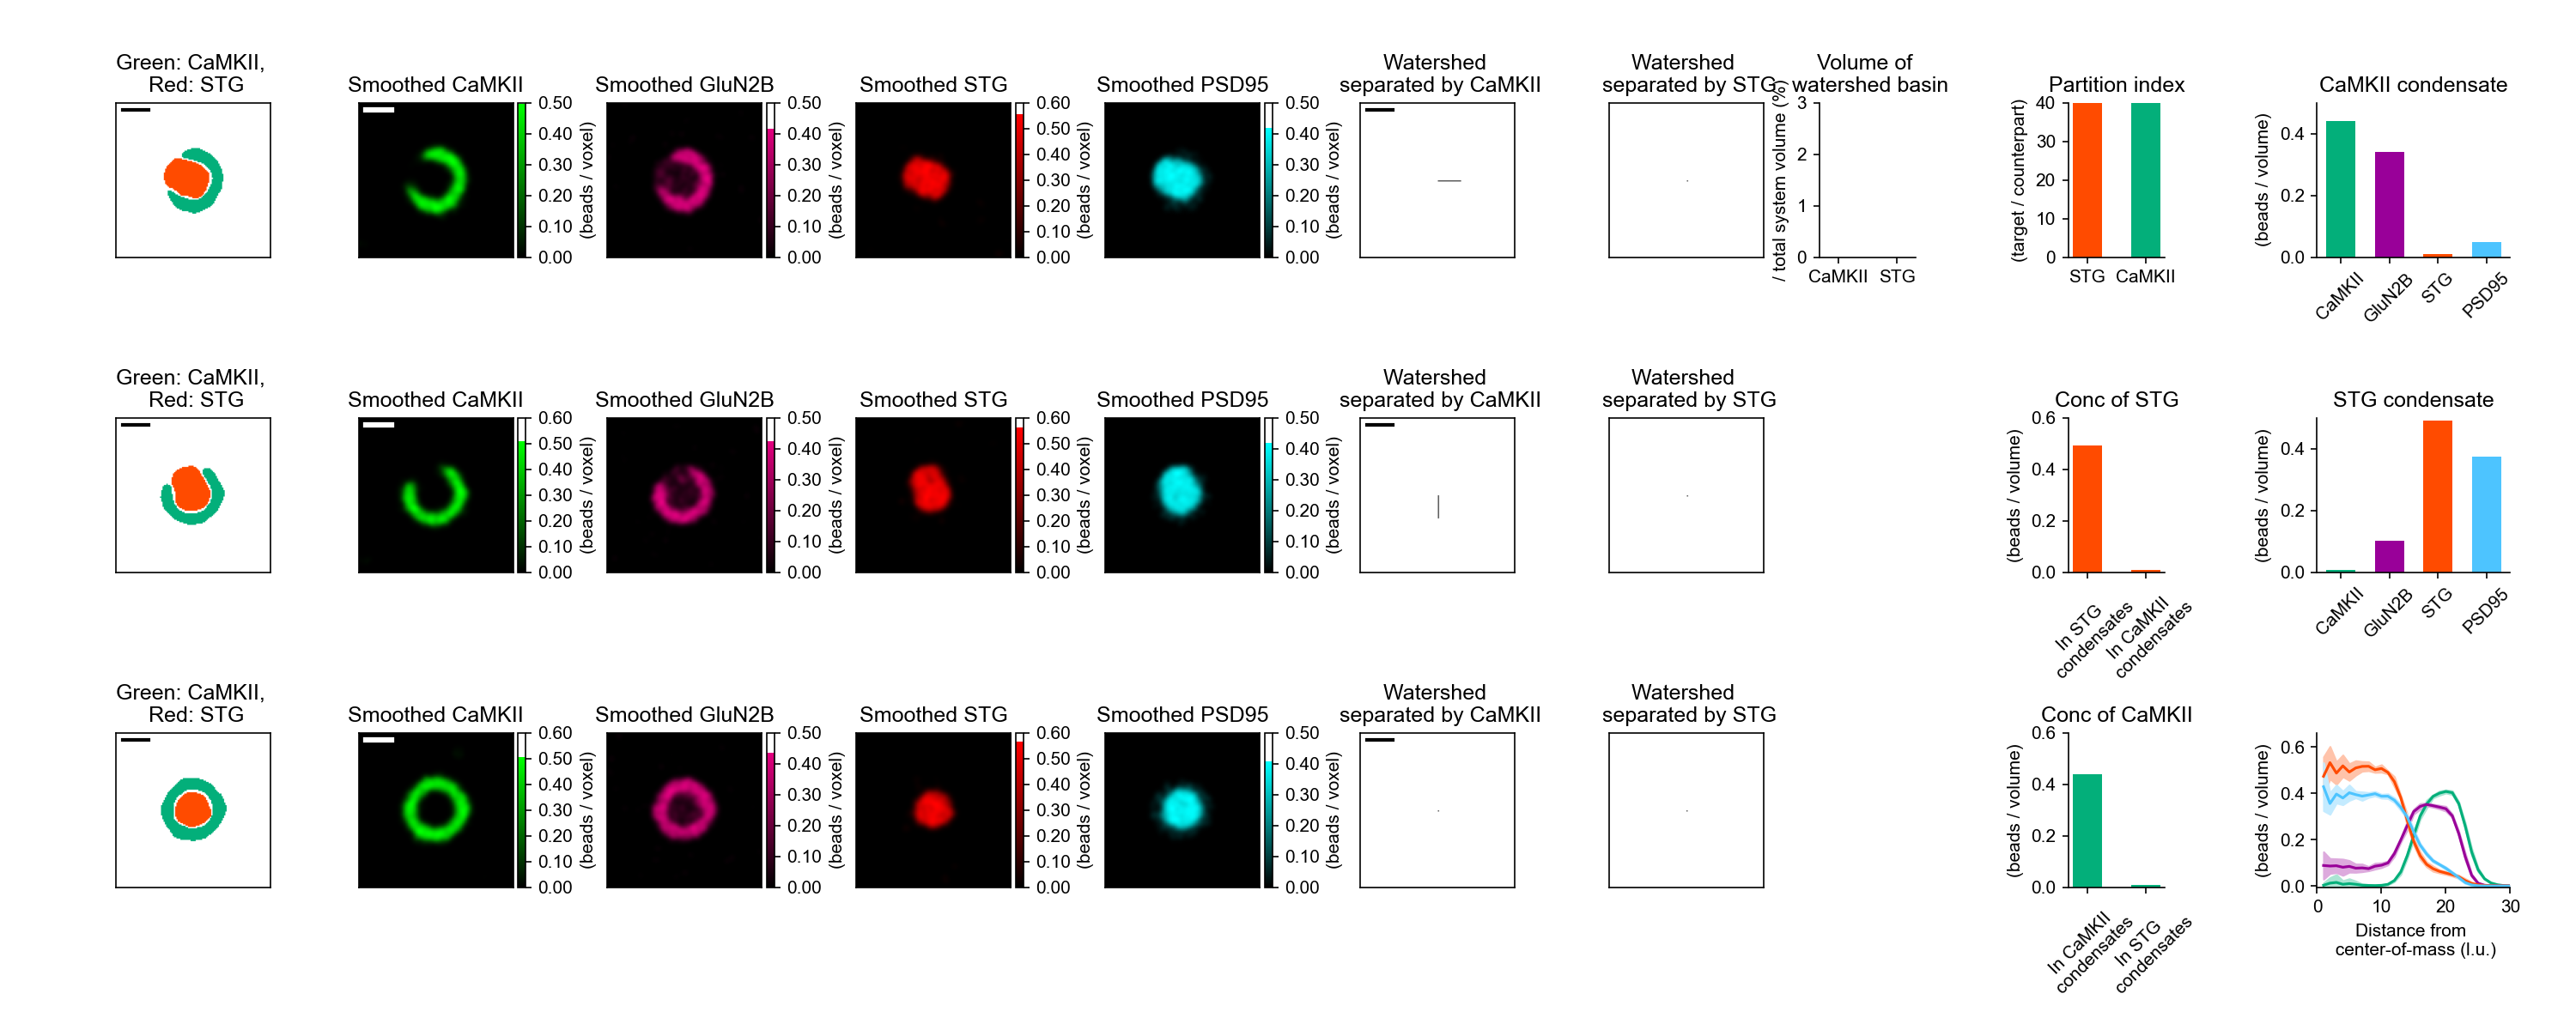 Green: CaMKII,
Red: STG
Smoothed CaMKII
0.50
0.40
0.30
0.20
0.10
0.00
(beads / voxel)
Smoothed GluN2B
0.50
0.40
0.30
0.20
0.10
0.00
(beads / voxel)
Smoothed STG
0.60
0.50
0.40
0.30
0.20
0.10
0.00
(beads / voxel)
Smoothed PSD95
0.50
0.40
0.30
0.20
0.10
0.00
(beads / voxel)
Watershed
separated by CaMKII
Watershed
separated by STG
Volume of
watershed basin
/ total system volume (%)
3
2
1
0
CaMKII STG
Partition index
(target / counterpart)
40
30
20
10
0
STG CaMKII
CaMKII condensate
(beads / volume)
0.4
0.2
0.0
CaMKII
GluN2B
STG
PSD95
Green: CaMKII,
Red: STG
Smoothed CaMKII
0.60
0.50
0.40
0.30
0.20
0.10
0.00
(beads / voxel)
Smoothed GluN2B
0.50
0.40
0.30
0.20
0.10
0.00
(beads / voxel)
Smoothed STG
0.60
0.50
0.40
0.30
0.20
0.10
0.00
(beads / voxel)
Smoothed PSD95
0.50
0.40
0.30
0.20
0.10
0.00
(beads / voxel)
Watershed
separated by CaMKII
Watershed
separated by STG
Conc of STG
(beads / volume)
0.6
0.4
0.2
0.0
In STG
condensates
In CaMKII
condensates
STG condensate
(beads / volume)
0.4
0.2
0.0
CaMKII
GluN2B
STG
PSD95
Green: CaMKII,
Red: STG
Smoothed CaMKII
0.60
0.50
0.40
0.30
0.20
0.10
0.00
(beads / voxel)
Smoothed GluN2B
0.50
0.40
0.30
0.20
0.10
0.00
(beads / voxel)
Smoothed STG
0.60
0.50
0.40
0.30
0.20
0.10
0.00
(beads / voxel)
Smoothed PSD95
0.50
0.40
0.30
0.20
0.10
0.00
(beads / voxel)
Watershed
separated by CaMKII
Watershed
separated by STG
Conc of CaMKII
(beads / volume)
0.6
0.4
0.2
0.0
In CaMKII
condensates
In STG
condensates
(beads / volume)
0.6
0.4
0.2
0.0
0 10 20 30
Distance from
center-of-mass (l.u.)